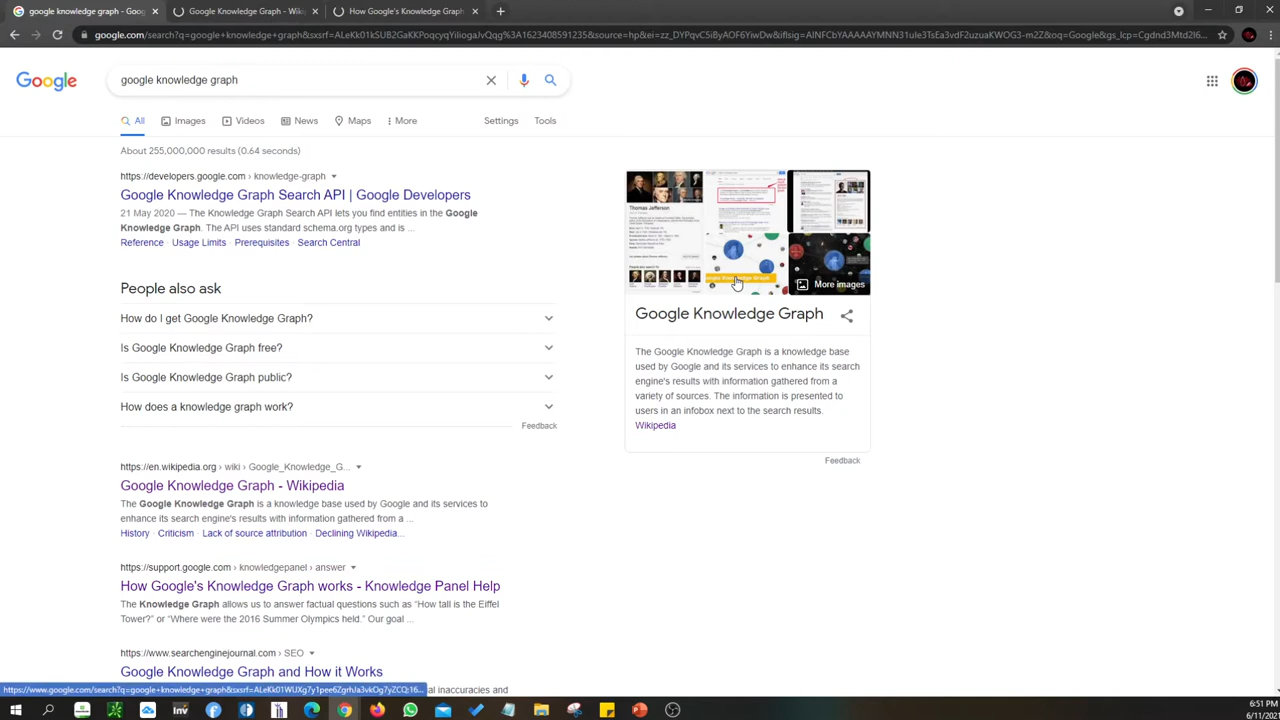 google knowledge graph - Goo
Google Knowledge Graph - Wiki
How Google's Knowledge Graph
Google
google knowledge graph
All
Images
Videos
News
Maps
More
Settings
Tools
About 255,000,000 results (0.64 seconds)
https://developers.google.com › knowledge-graph
Google Knowledge Graph Search API | Google Developers
21 May 2020 — The Knowledge Graph Search API lets you find entities in the Google
Knowledge Graph. The API uses standard schema.org types and is ...
Reference · Usage Limits · Prerequisites · Search Central
People also ask
How do I get Google Knowledge Graph?
Is Google Knowledge Graph free?
Is Google Knowledge Graph public?
How does a knowledge graph work?
Feedback
https://en.wikipedia.org › wiki › Google_Knowledge_G...
Google Knowledge Graph - Wikipedia
The Google Knowledge Graph is a knowledge base used by Google and its services to
enhance its search engine's results with information gathered from a ...
History · Criticism · Lack of source attribution · Declining Wikipedia...
https://support.google.com › knowledgepanel › answer
How Google's Knowledge Graph works - Knowledge Panel Help
The Knowledge Graph allows us to answer factual questions such as “How tall is the Eiffel
Tower?” or “Where were the 2016 Summer Olympics held.” Our goal ...
https://www.searchenginejournal.com › SEO
Google Knowledge Graph and How it Works
al inaccuracies and
Thomas Jefferson
More images
Google Knowledge Graph
The Google Knowledge Graph is a knowledge base
used by Google and its services to enhance its search
engine's results with information gathered from a
variety of sources. The information is presented to
users in an infobox next to the search results.
Wikipedia
Feedback
6:51 PM